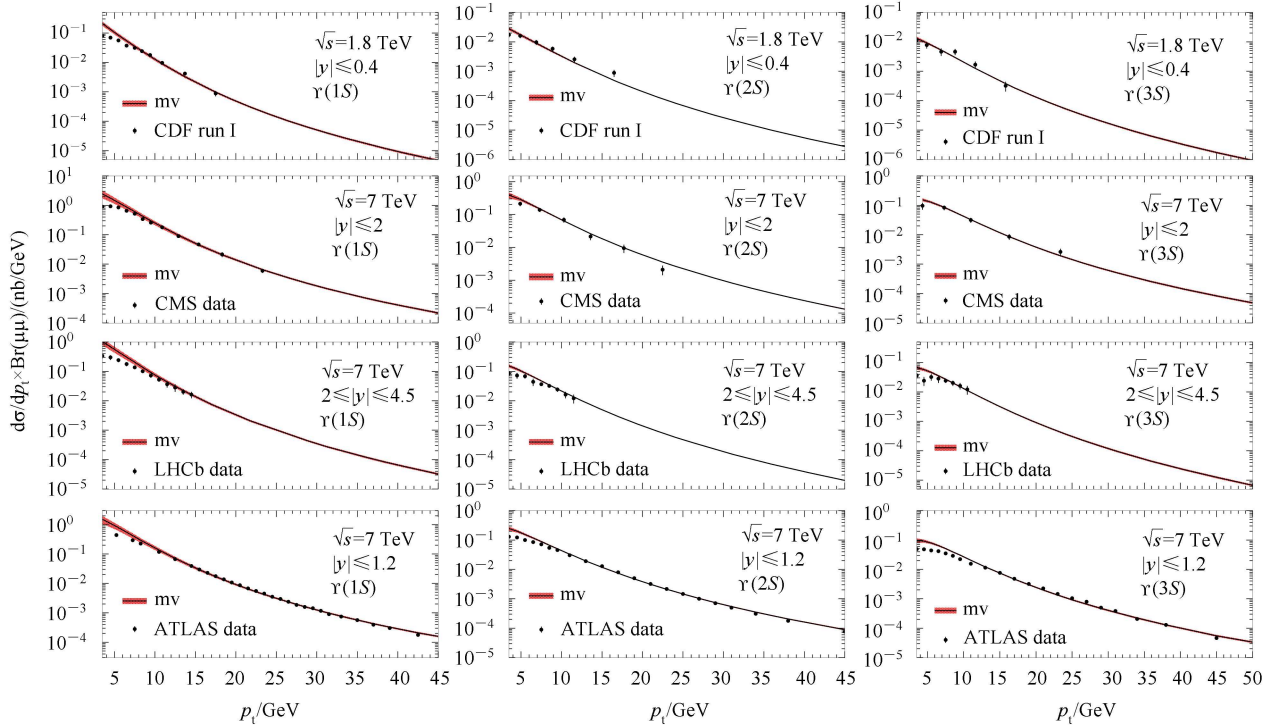 dσ/dpₜ×Br(μμ)/(nb/GeV)
10⁻¹
10⁻²
10⁻³
10⁻⁴
10⁻⁵
√s=1.8 TeV
|y|≤0.4
ϒ(1S)
mv
CDF run I
10⁻²
10⁻³
10⁻⁴
10⁻⁵
10⁻⁶
√s=1.8 TeV
|y|≤0.4
ϒ(2S)
mv
CDF run I
10⁻¹
10⁻²
10⁻³
10⁻⁴
10⁻⁵
10⁻⁶
√s=1.8 TeV
|y|≤0.4
ϒ(3S)
mv
CDF run I
10¹
10⁰
10⁻¹
10⁻²
10⁻³
10⁻⁴
√s=7 TeV
|y|≤2
ϒ(1S)
mv
CMS data
10⁰
10⁻¹
10⁻²
10⁻³
10⁻⁴
√s=7 TeV
|y|≤2
ϒ(2S)
mv
CMS data
10⁰
10⁻¹
10⁻²
10⁻³
10⁻⁴
10⁻⁵
√s=7 TeV
|y|≤2
ϒ(3S)
mv
CMS data
10⁰
10⁻¹
10⁻²
10⁻³
10⁻⁴
10⁻⁵
√s=7 TeV
2≤|y|≤4.5
ϒ(1S)
mv
LHCb data
10⁰
10⁻¹
10⁻²
10⁻³
10⁻⁴
10⁻⁵
√s=7 TeV
2≤|y|≤4.5
ϒ(2S)
mv
LHCb data
10⁰
10⁻¹
10⁻²
10⁻³
10⁻⁴
10⁻⁵
√s=7 TeV
2≤|y|≤4.5
ϒ(3S)
mv
LHCb data
10⁰
10⁻¹
10⁻²
10⁻³
10⁻⁴
√s=7 TeV
|y|≤1.2
ϒ(1S)
mv
ATLAS data
10⁰
10⁻¹
10⁻²
10⁻³
10⁻⁴
10⁻⁵
√s=7 TeV
|y|≤1.2
ϒ(2S)
mv
ATLAS data
10⁰
10⁻¹
10⁻²
10⁻³
10⁻⁴
10⁻⁵
√s=7 TeV
|y|≤1.2
ϒ(3S)
mv
ATLAS data
5 10 15 20 23 30 35 40 45
5 10 15 20 23 30 35 40 45
5 10 15 20 23 30 35 40 45 50
pₜ/GeV
pₜ/GeV
pₜ/GeV